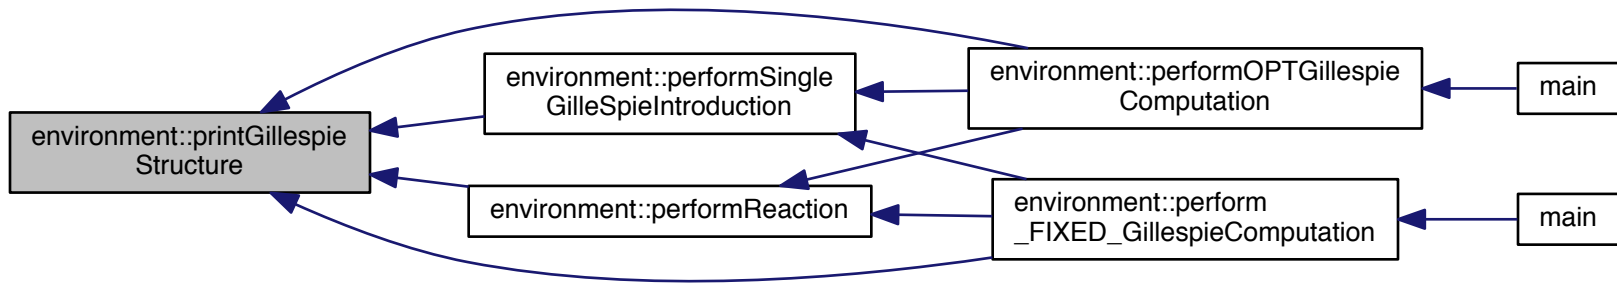 environment::printGillespie
Structure
environment::performSingle
GilleSpieIntroduction
environment::performReaction
environment::performOPTGillespie
Computation
environment::perform
_FIXED_GillespieComputation
main
main